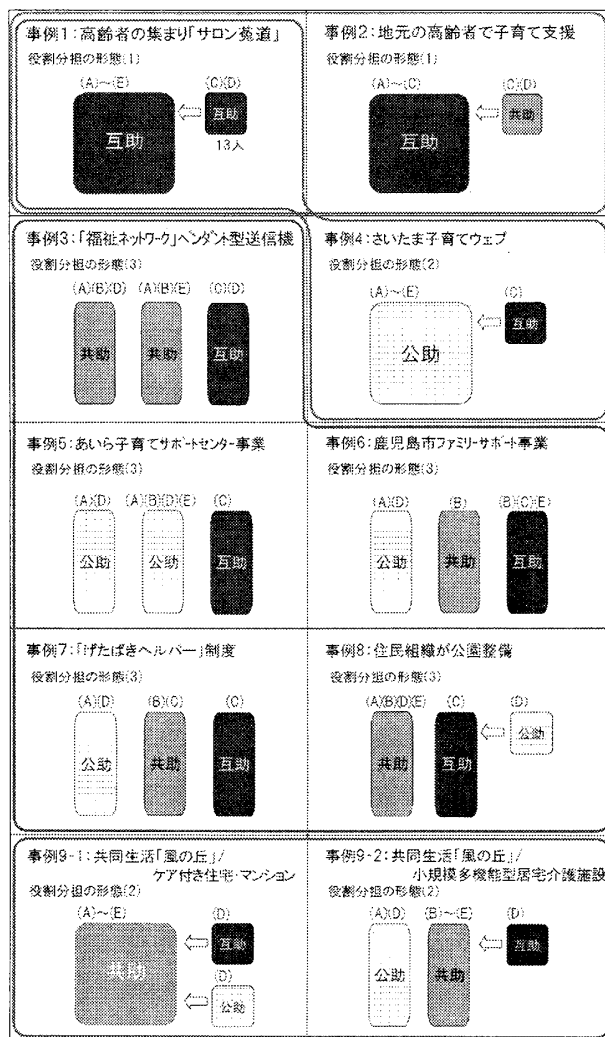 事例1:高齢者の集まり「サロン菟道」
役割分担の形態(1)
(A)～(E)
(C)(D)
互助
互助
13人
事例2:地元の高齢者で子育て支援
役割分担の形態(1)
(A)～(C)
(C)(D)
互助
共助
事例3:「福祉ネットワーク」ペンダント型送信機
役割分担の形態(3)
(A)(B)(D)
(A)(B)(E)
(C)(D)
共助
共助
互助
事例4:さいたま子育てウェブ
役割分担の形態(2)
(A)～(E)
(C)
公助
互助
事例5:あいら子育てサポートセンター事業
役割分担の形態(3)
(A)(D)
(A)(B)(D)(E)
(C)
公助
公助
互助
事例6:鹿児島市ファミリーサポート事業
役割分担の形態(3)
(A)(D)
(B)
(B)(C)(E)
公助
共助
互助
事例7:「げたばきヘルパー」制度
役割分担の形態(3)
(A)(D)
(B)(C)
(C)
公助
共助
互助
事例8:住民組織が公園整備
役割分担の形態(3)
(A)(B)(D)(E)
(C)
(D)
共助
互助
公助
事例9-1:共同生活「風の丘」/
ケア付き住宅・マンション
役割分担の形態(2)
(A)～(E)
(D)
共助
互助
(D)
公助
事例9-2:共同生活「風の丘」/
小規模多機能型居宅介護施設
役割分担の形態(2)
(A)(D)
(B)～(E)
(D)
公助
共助
互助